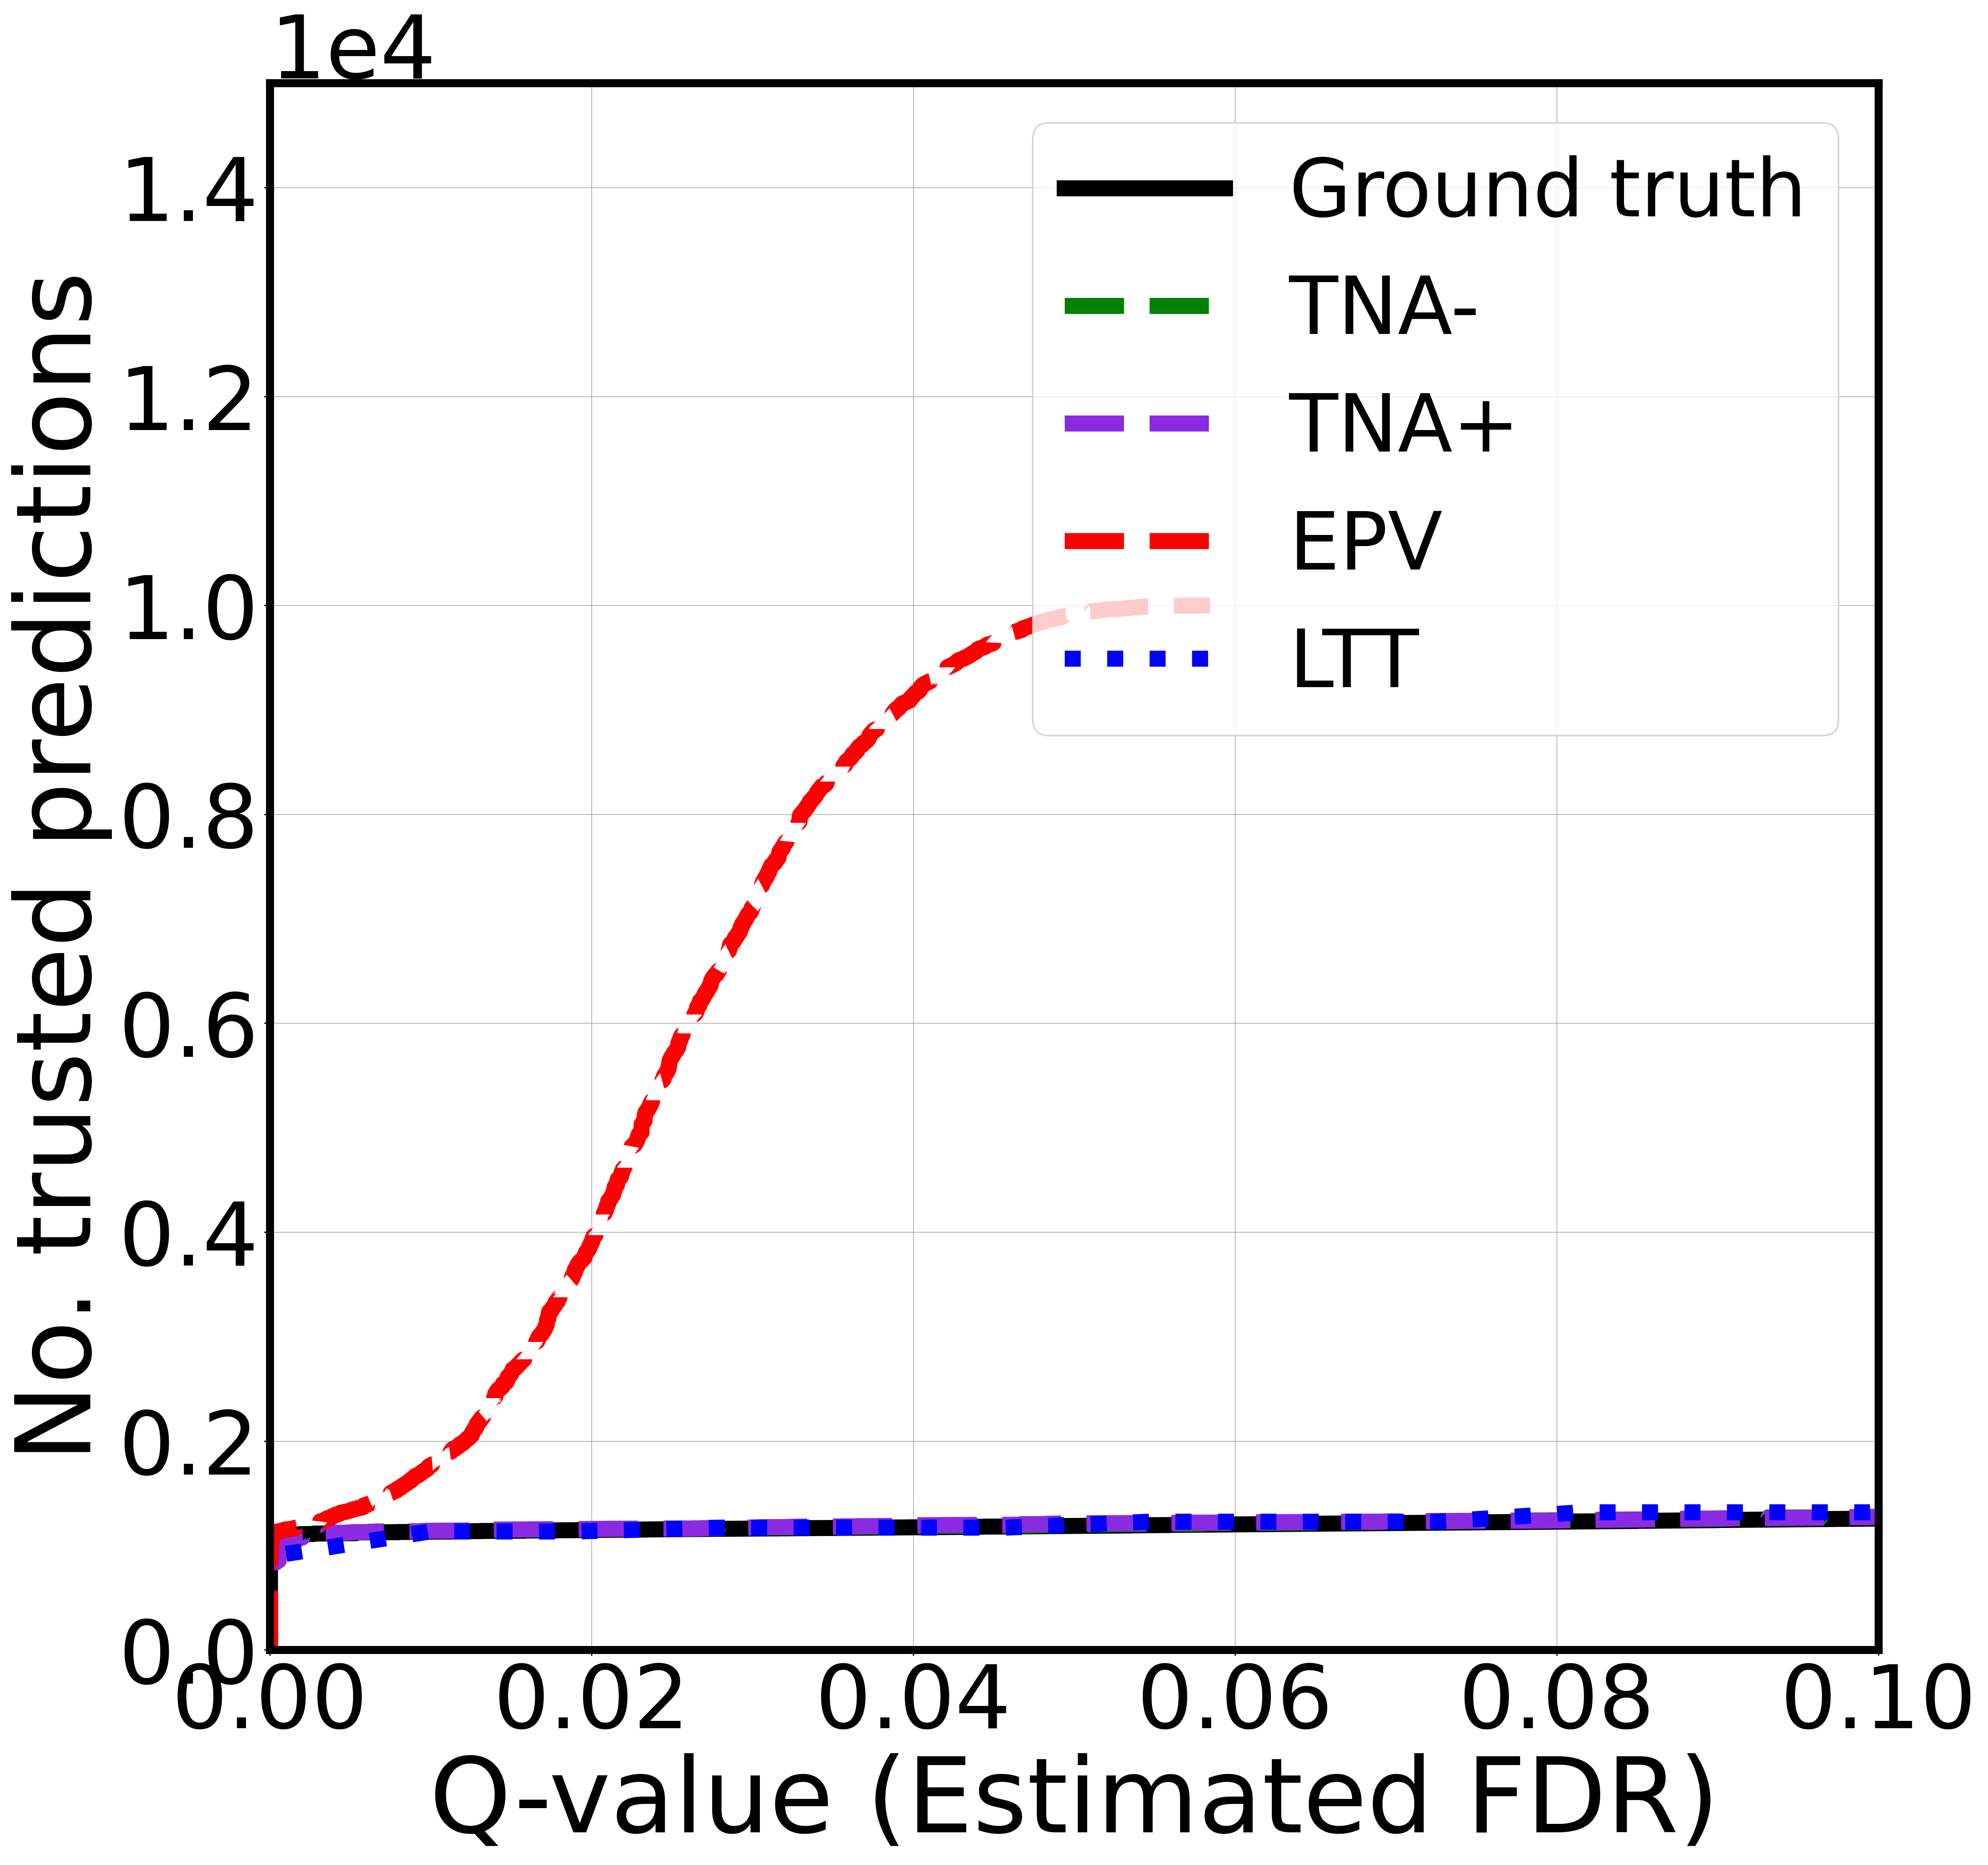 1e4
Ground truth
TNA-
TNA+
EPV
LTT
No. trusted predictions
1.4
1.2
1.0
0.8
0.6
0.4
0.2
0.0
0.00 0.02 0.04 0.06 0.08 0.10
Q-value (Estimated FDR)